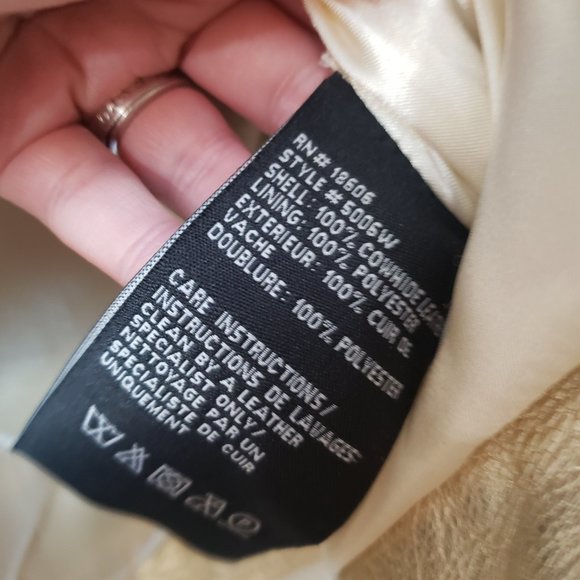 RN# 18606
STYLE # 5006W
SHELL: 100% COWHIDE
LINING: 100% POLYESTER
EXTERIEUR: 100% CUIR DE
VACHE
DOUBLURE: 100% POLYESTER
CARE INSTRUCTIONS/
INSTRUCTIONS DE LAVAGES
CLEAN BY A LEATHER
SPECIALIST ONLY/
NETTOYAGE PAR UN
SPECIALISTE DE CUIR
UNIQUEMENT
P